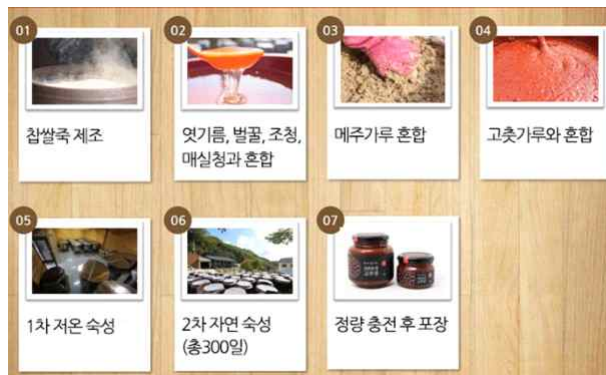 01
찹쌀죽 제조
02
엿기름, 벌꿀, 조청,
매실청과 혼합
03
메주가루 혼합
04
고춧가루와 혼합
05
1차 저온 숙성
06
2차 자연 숙성
(총300일)
07
정량 충전 후 포장